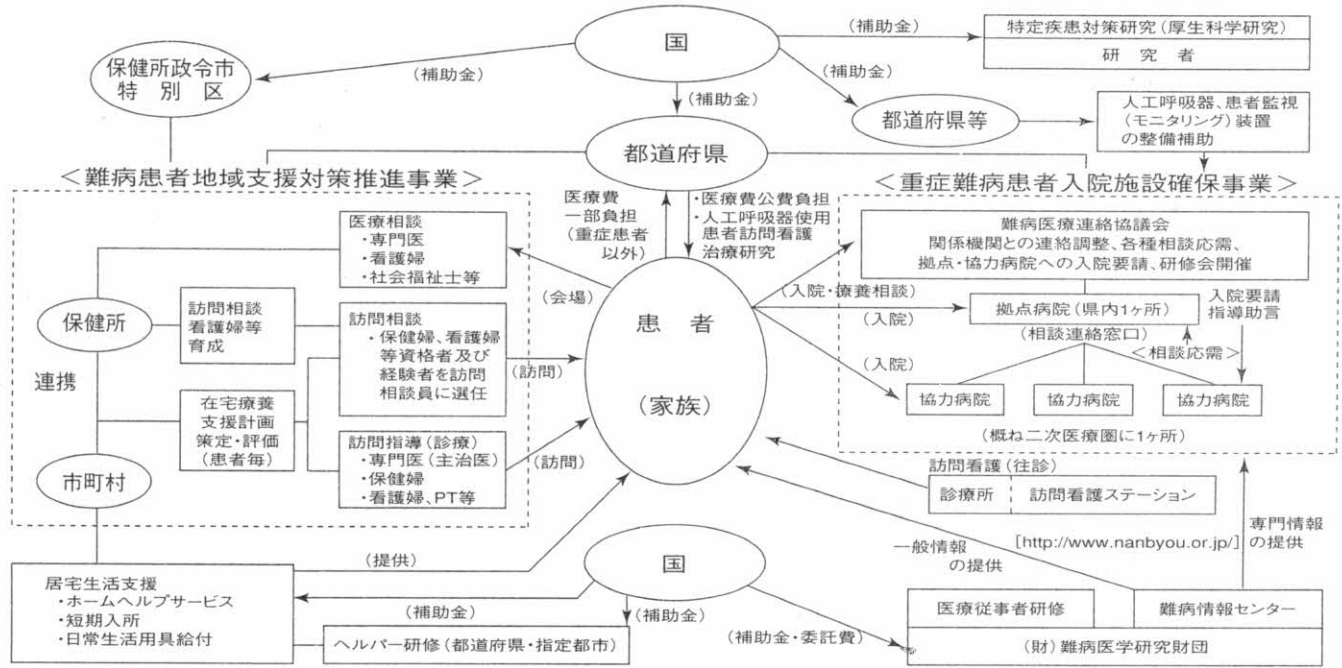 国
(補助金)
特定疾患対策研究(厚生科学研究)
研究者
保健所政令市
特別区
(補助金)
(補助金)
(補助金)
都道府県等
人工呼吸器、患者監視
(モニタリング)装置
の整備補助
都道府県
<難病患者地域支援対策推進事業>
<重症難病患者入院施設確保事業>
医療費
一部負担
(重症患者
以外)
・医療費公費負担
・人工呼吸器使用
患者訪問看護
治療研究
医療相談
・専門医
・看護婦
・社会福祉士等
(会場)
保健所
訪問相談
看護婦等
育成
訪問相談
・保健婦、看護婦
等資格者及び
経験者を訪問
相談員に選任
(訪問)
連携
在宅療養
支援計画
策定・評価
(患者毎)
訪問指導(診療)
・専門医(主治医)
・保健婦
・看護婦、PT等
(訪問)
市町村
患者
(家族)
難病医療連絡協議会
関係機関との連絡調整、各種相談応需、
拠点・協力病院への入院要請、研修会開催
(入院・療養相談)
拠点病院(県内1ヶ所)
入院要請
指導助言
(入院)
(相談連絡窓口)
<相談応需>
(入院)
協力病院
協力病院
協力病院
(概ね二次医療圏に1ヶ所)
訪問看護(往診)
診療所
訪問看護ステーション
一般情報
の提供
[http://www.nanbyou.or.jp/]
専門情報
の提供
(提供)
国
居宅生活支援
・ホームヘルプサービス
・短期入所
・日常生活用具給付
(補助金)
(補助金)
ヘルパー研修(都道府県・指定都市)
(補助金・委託費)
医療従事者研修
難病情報センター
(財)難病医学研究財団